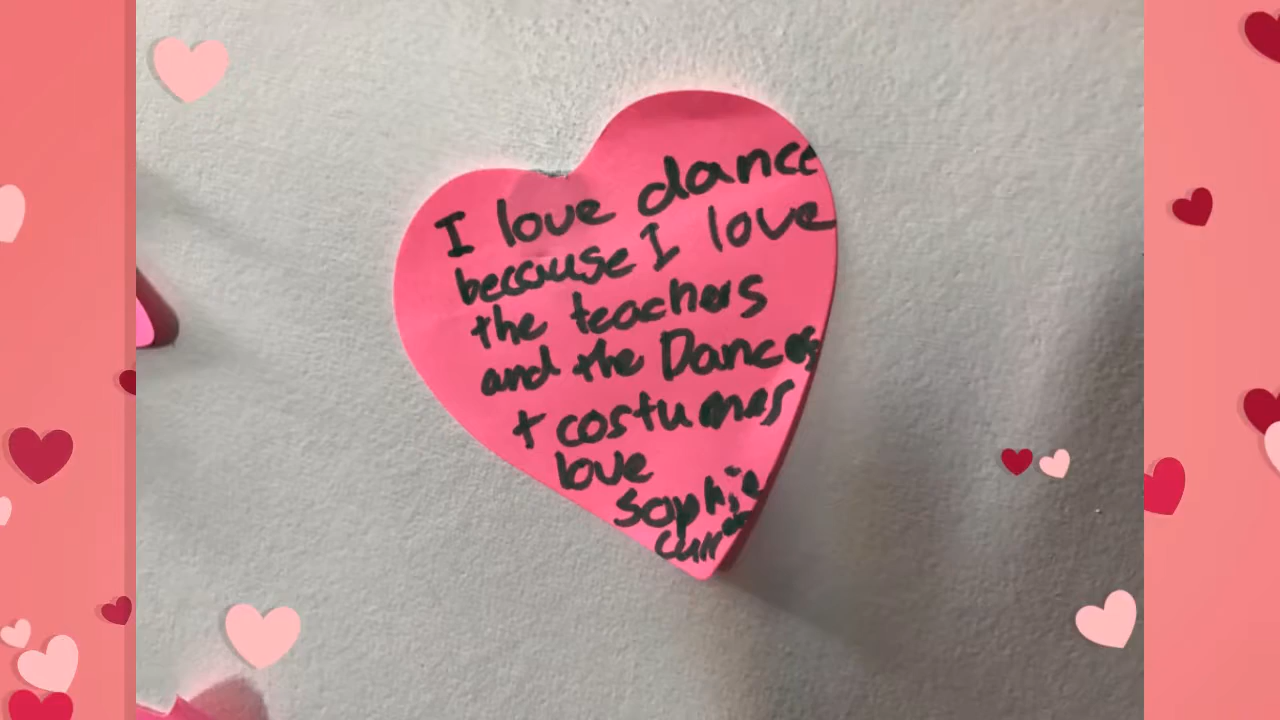 I love dance
because I love
the teachers
and the Dances
+ costumes
love
Sophie